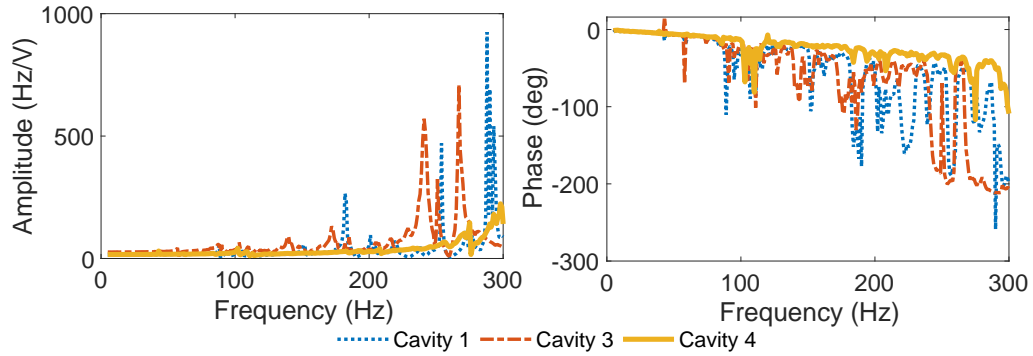 Amplitude (Hz/V)
1000
500
0
0
100
200
300
Frequency (Hz)
Phase (deg)
0
-100
-200
-300
0
100
200
300
Frequency (Hz)
Cavity 1
Cavity 3
Cavity 4